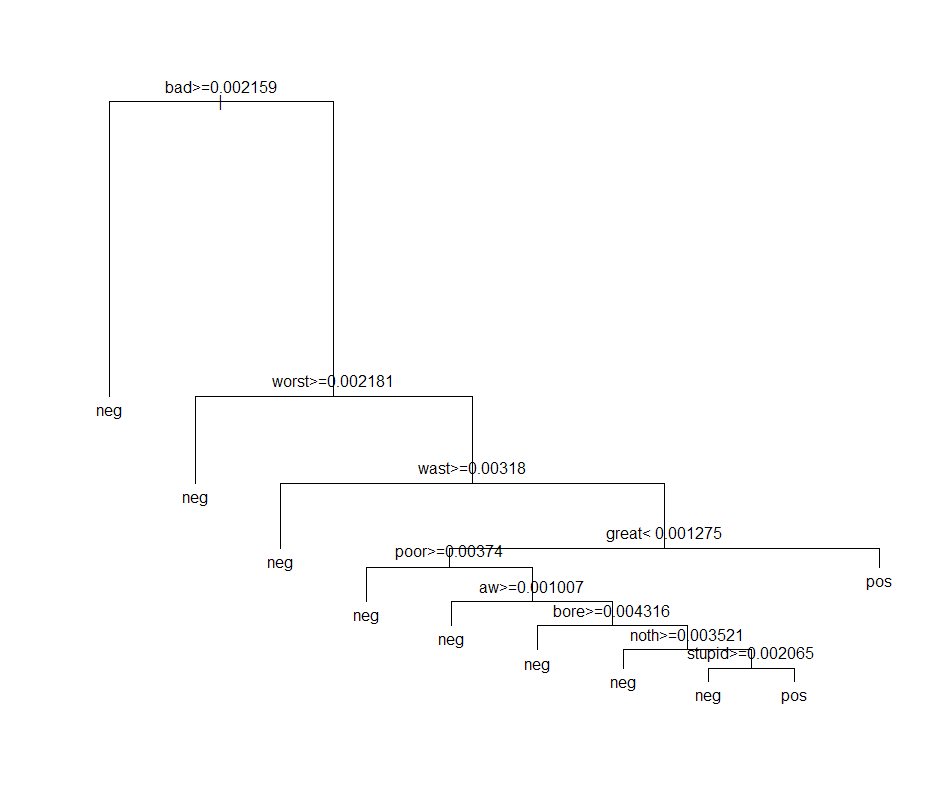 bad>=0.002159
worst>=0.002181
neg
wast>=0.00318
neg
great< 0.001275
poor>=0.00374
neg
pos
aw>=0.001007
bore>=0.004316
neg
noth>=0.003521
neg
stupid>=0.002065
neg
neg
neg
pos